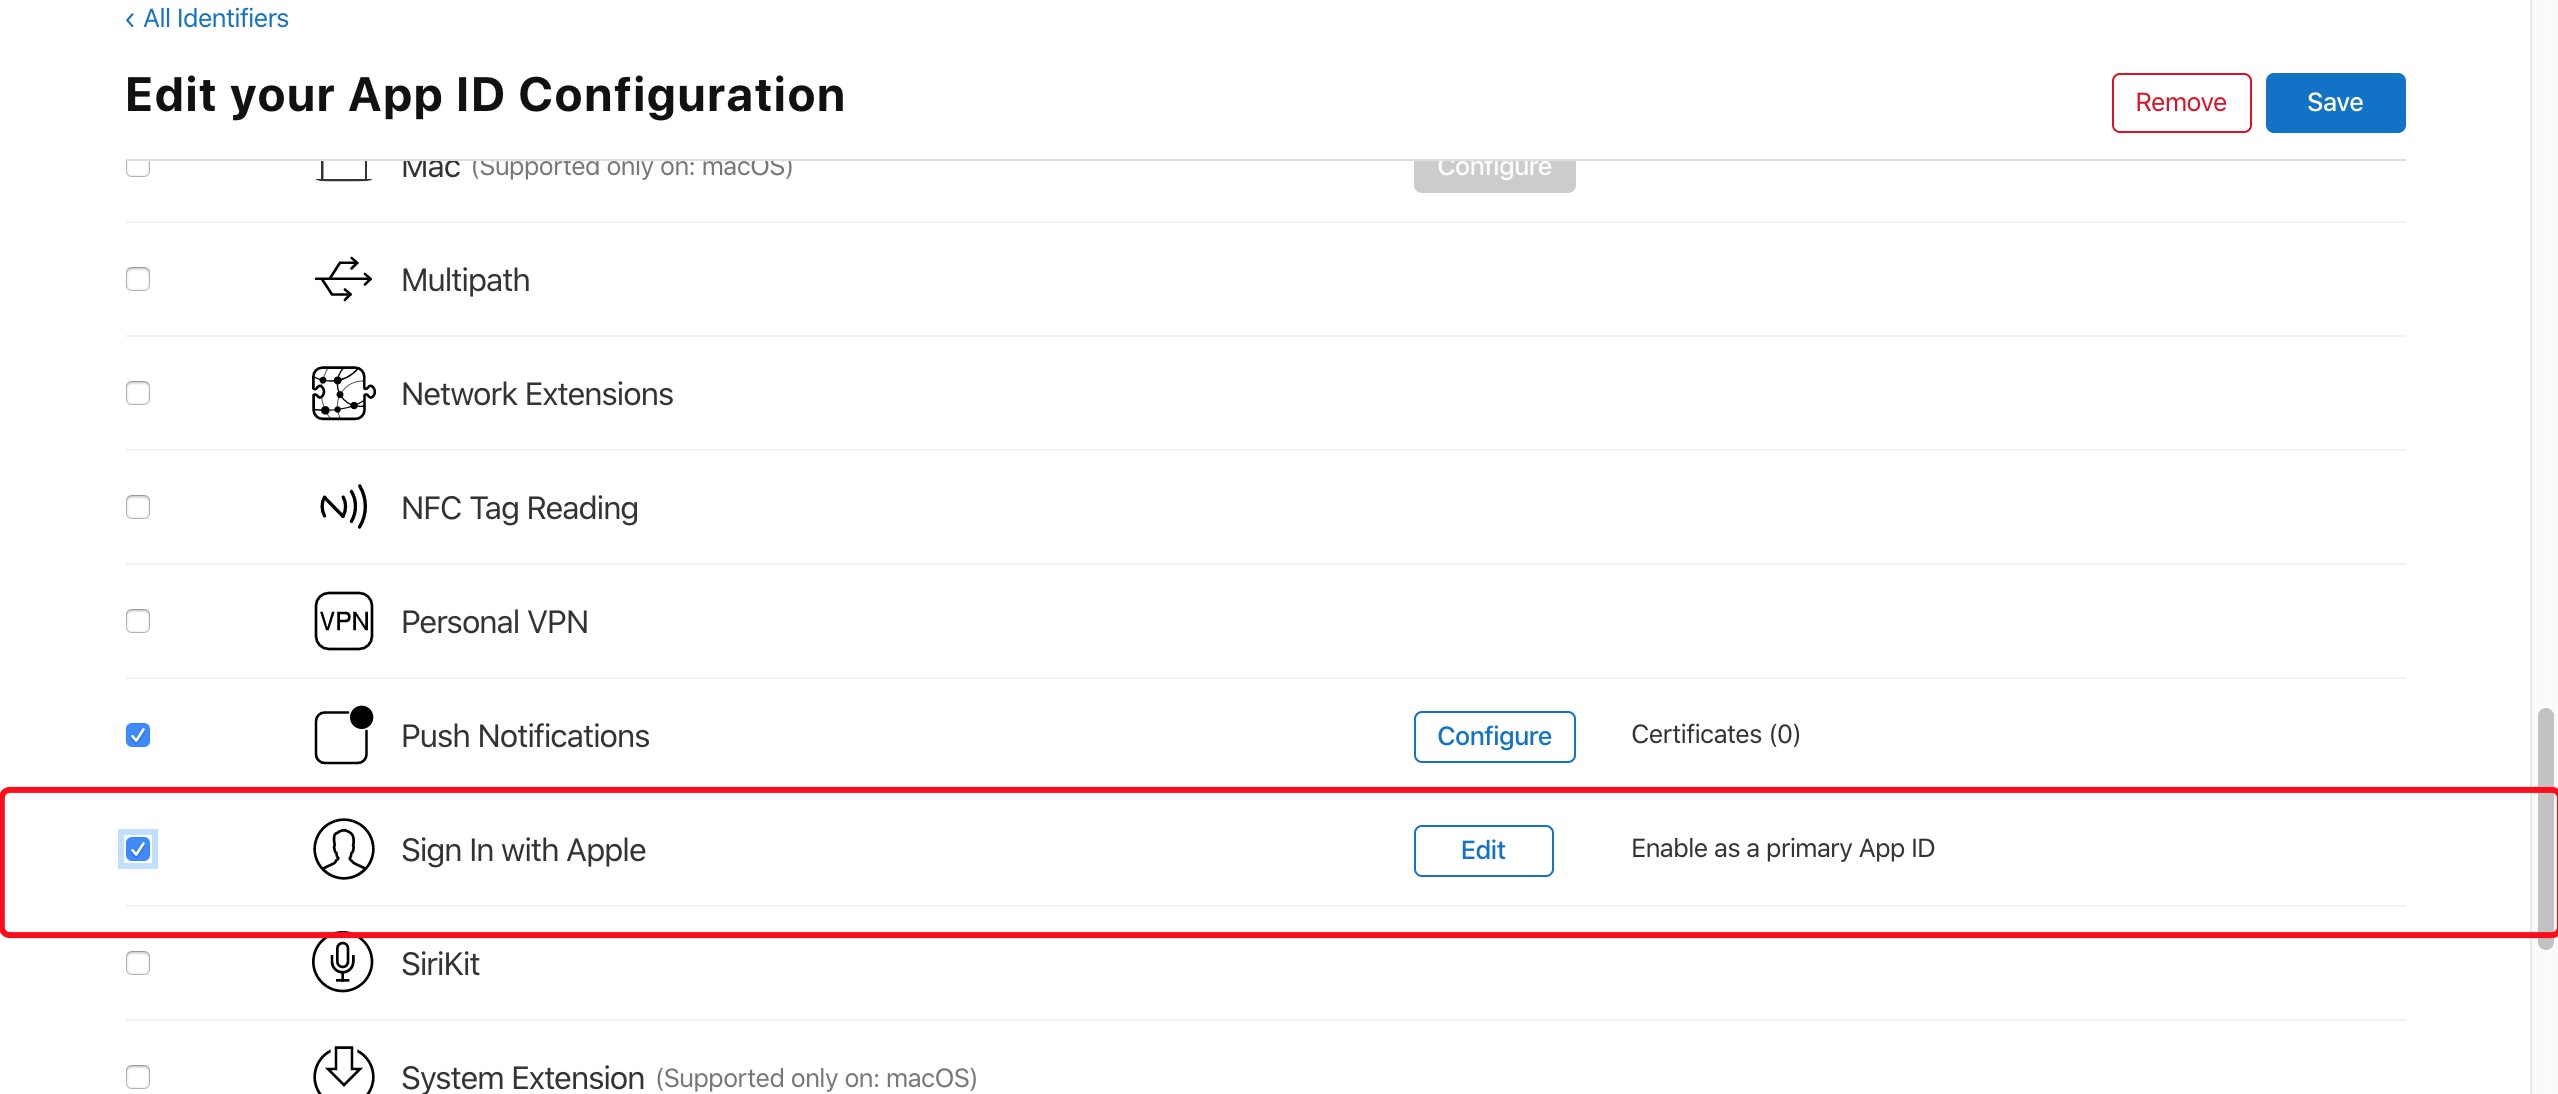 ‹ All Identifiers
Edit your App ID Configuration
Remove
Save
Mac (Supported only on: macOS)
Configure
Multipath
Network Extensions
NFC Tag Reading
VPN
Personal VPN
Push Notifications
Configure
Certificates (0)
Sign In with Apple
Edit
Enable as a primary App ID
SiriKit
System Extension (Supported only on: macOS)